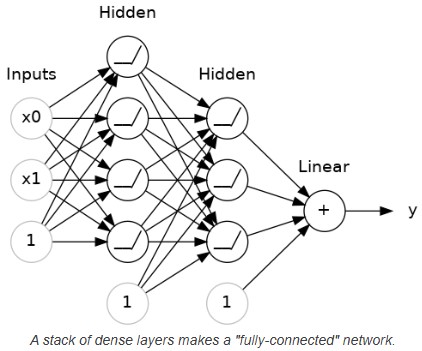 Hidden
Inputs
Hidden
x0
x1
Linear
+
y
1
1
1
A stack of dense layers makes a "fully-connected" network.